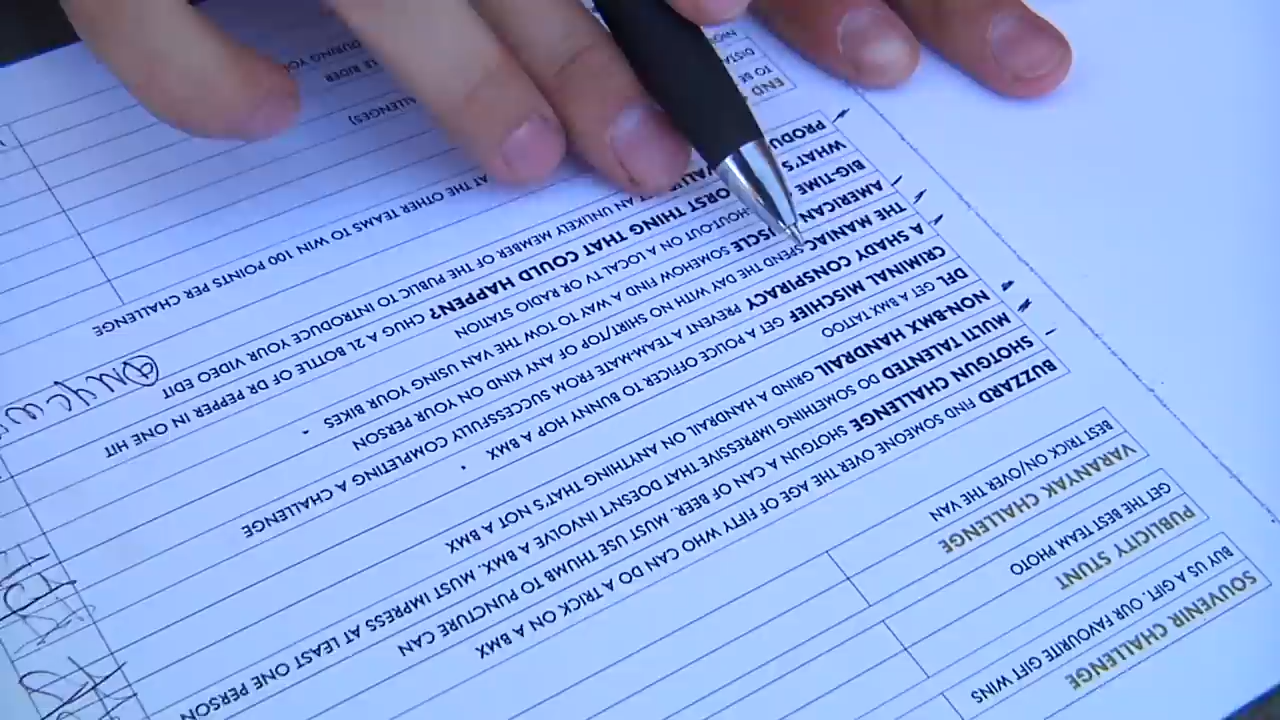 SOUVENIR CHALLENGE
BUY US A GIFT. OUR FAVOURITE GIFT WINS
PUBLICITY STUNT
GET THE BEST TEAM PHOTO
VARANYAK CHALLENGE
BEST TRICK ON/OVER THE VAN
BUZZARD FIND SOMEONE OVER THE AGE OF FIFTY WHO CAN DO A TRICK ON A BMX
SHOTGUN CHALLENGE SHOTGUN A CAN OF BEER. MUST USE THUMB TO PUNCTURE CAN
MULTI TALENTED DO SOMETHING IMPRESSIVE THAT DOESN'T INVOLVE A BMX. MUST IMPRESS AT LEAST ONE PERSON
NON-BMX HANDRAIL GRIND A HANDRAIL ON ANYTHING THAT'S NOT A BMX
DFL GET A BMX TATTOO
CRIMINAL MISCHIEF GET A POLICE OFFICER TO BUNNY HOP A BMX
A SHADY CONSPIRACY PREVENT A TEAM-MATE FROM SUCCESSFULLY COMPLETING A CHALLENGE
THE MANIAC SPEND THE DAY WITH NO SHIRT/TOP OF ANY KIND ON YOUR PERSON
AMERICAN SCLE SOMEHOW FIND A WAY TO TOW THE VAN USING YOUR BIKES
BIG-TIME HOUT-OUT ON A LOCAL TV OR RADIO STATION
WHAT'S ORST THING THAT COULD HAPPEN? CHUG A 2L BOTTLE OF DR PEPPER IN ONE HIT
PRODU VALU AN UNLIKELY MEMBER OF THE PUBLIC TO INTRODUCE YOUR VIDEO EDIT
AT THE OTHER TEAMS TO WIN 100 POINTS PER CHALLENGE
END
TO BE ALLENGES)
DISTA LE RIDER
DURING YO